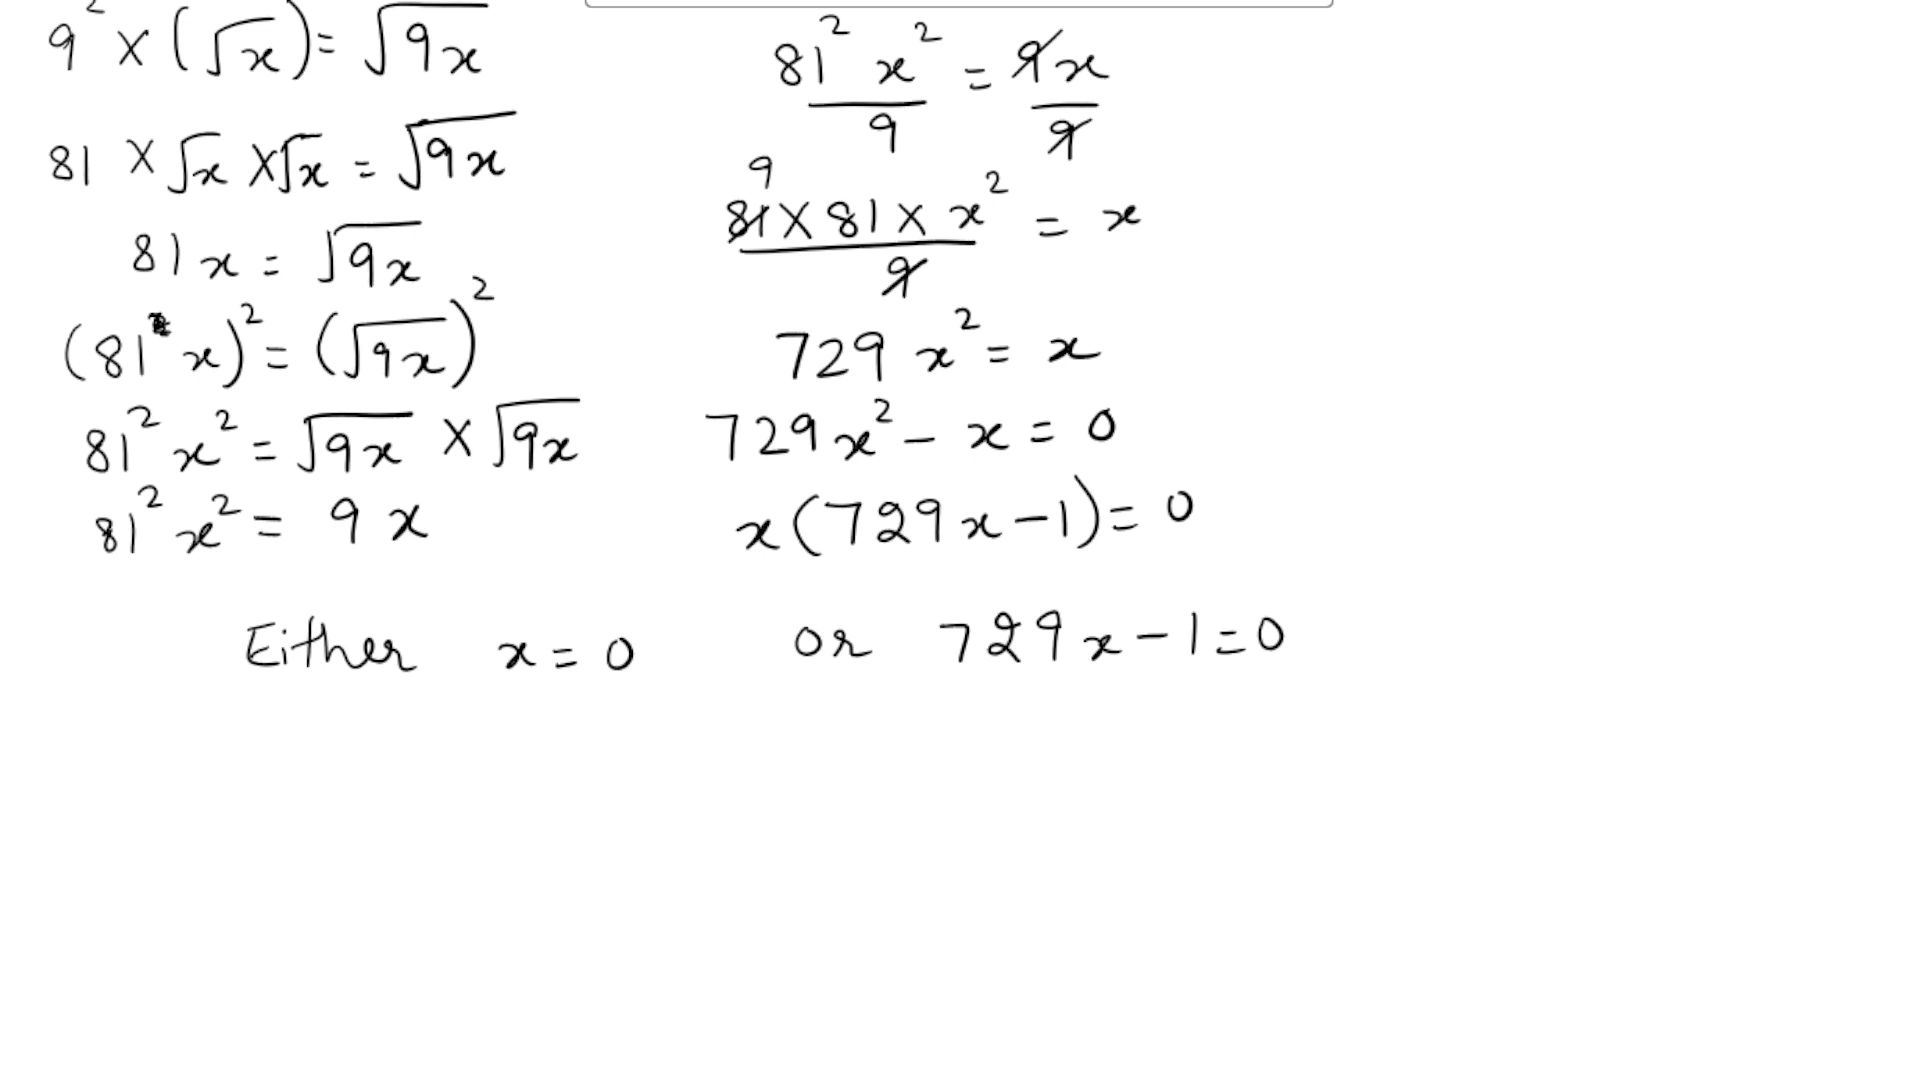 9² × (√x) = √9x
81 × √x × √x = √9x
81x = √9x
(81 x)² = (√9x)²
81² x² = √9x × √9x
81² x² = 9x
81² x² / 9 = 9x / 9
9
81 × 81 × x² / 9 = x
729 x² = x
729x² - x = 0
x(729x - 1) = 0
Either x = 0 or 729x - 1 = 0